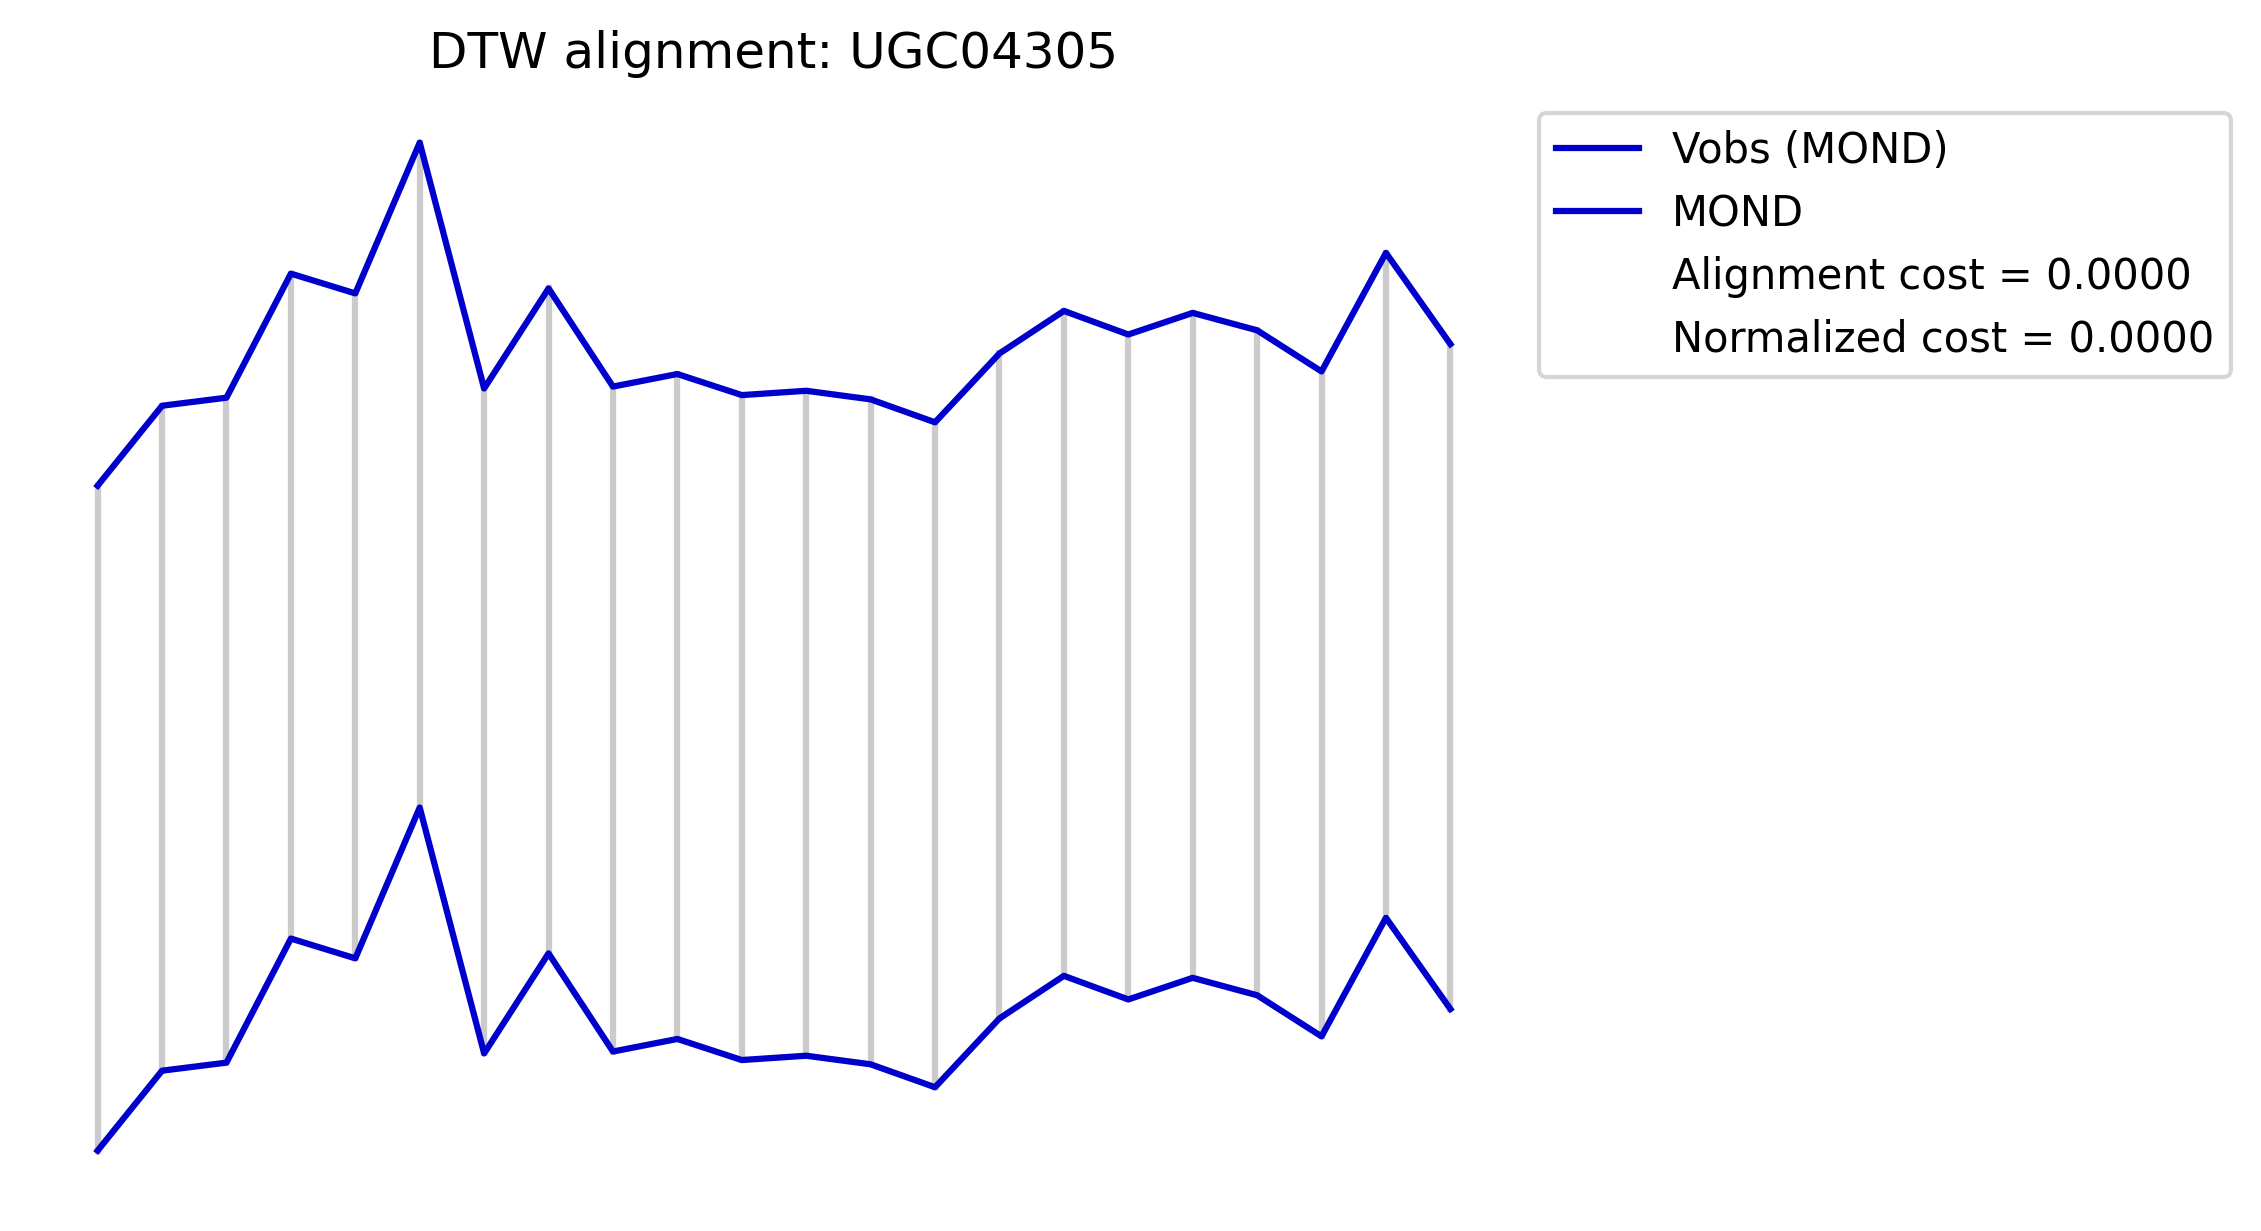 DTW alignment: UGC04305
Vobs (MOND)
MOND
Alignment cost = 0.0000
Normalized cost = 0.0000